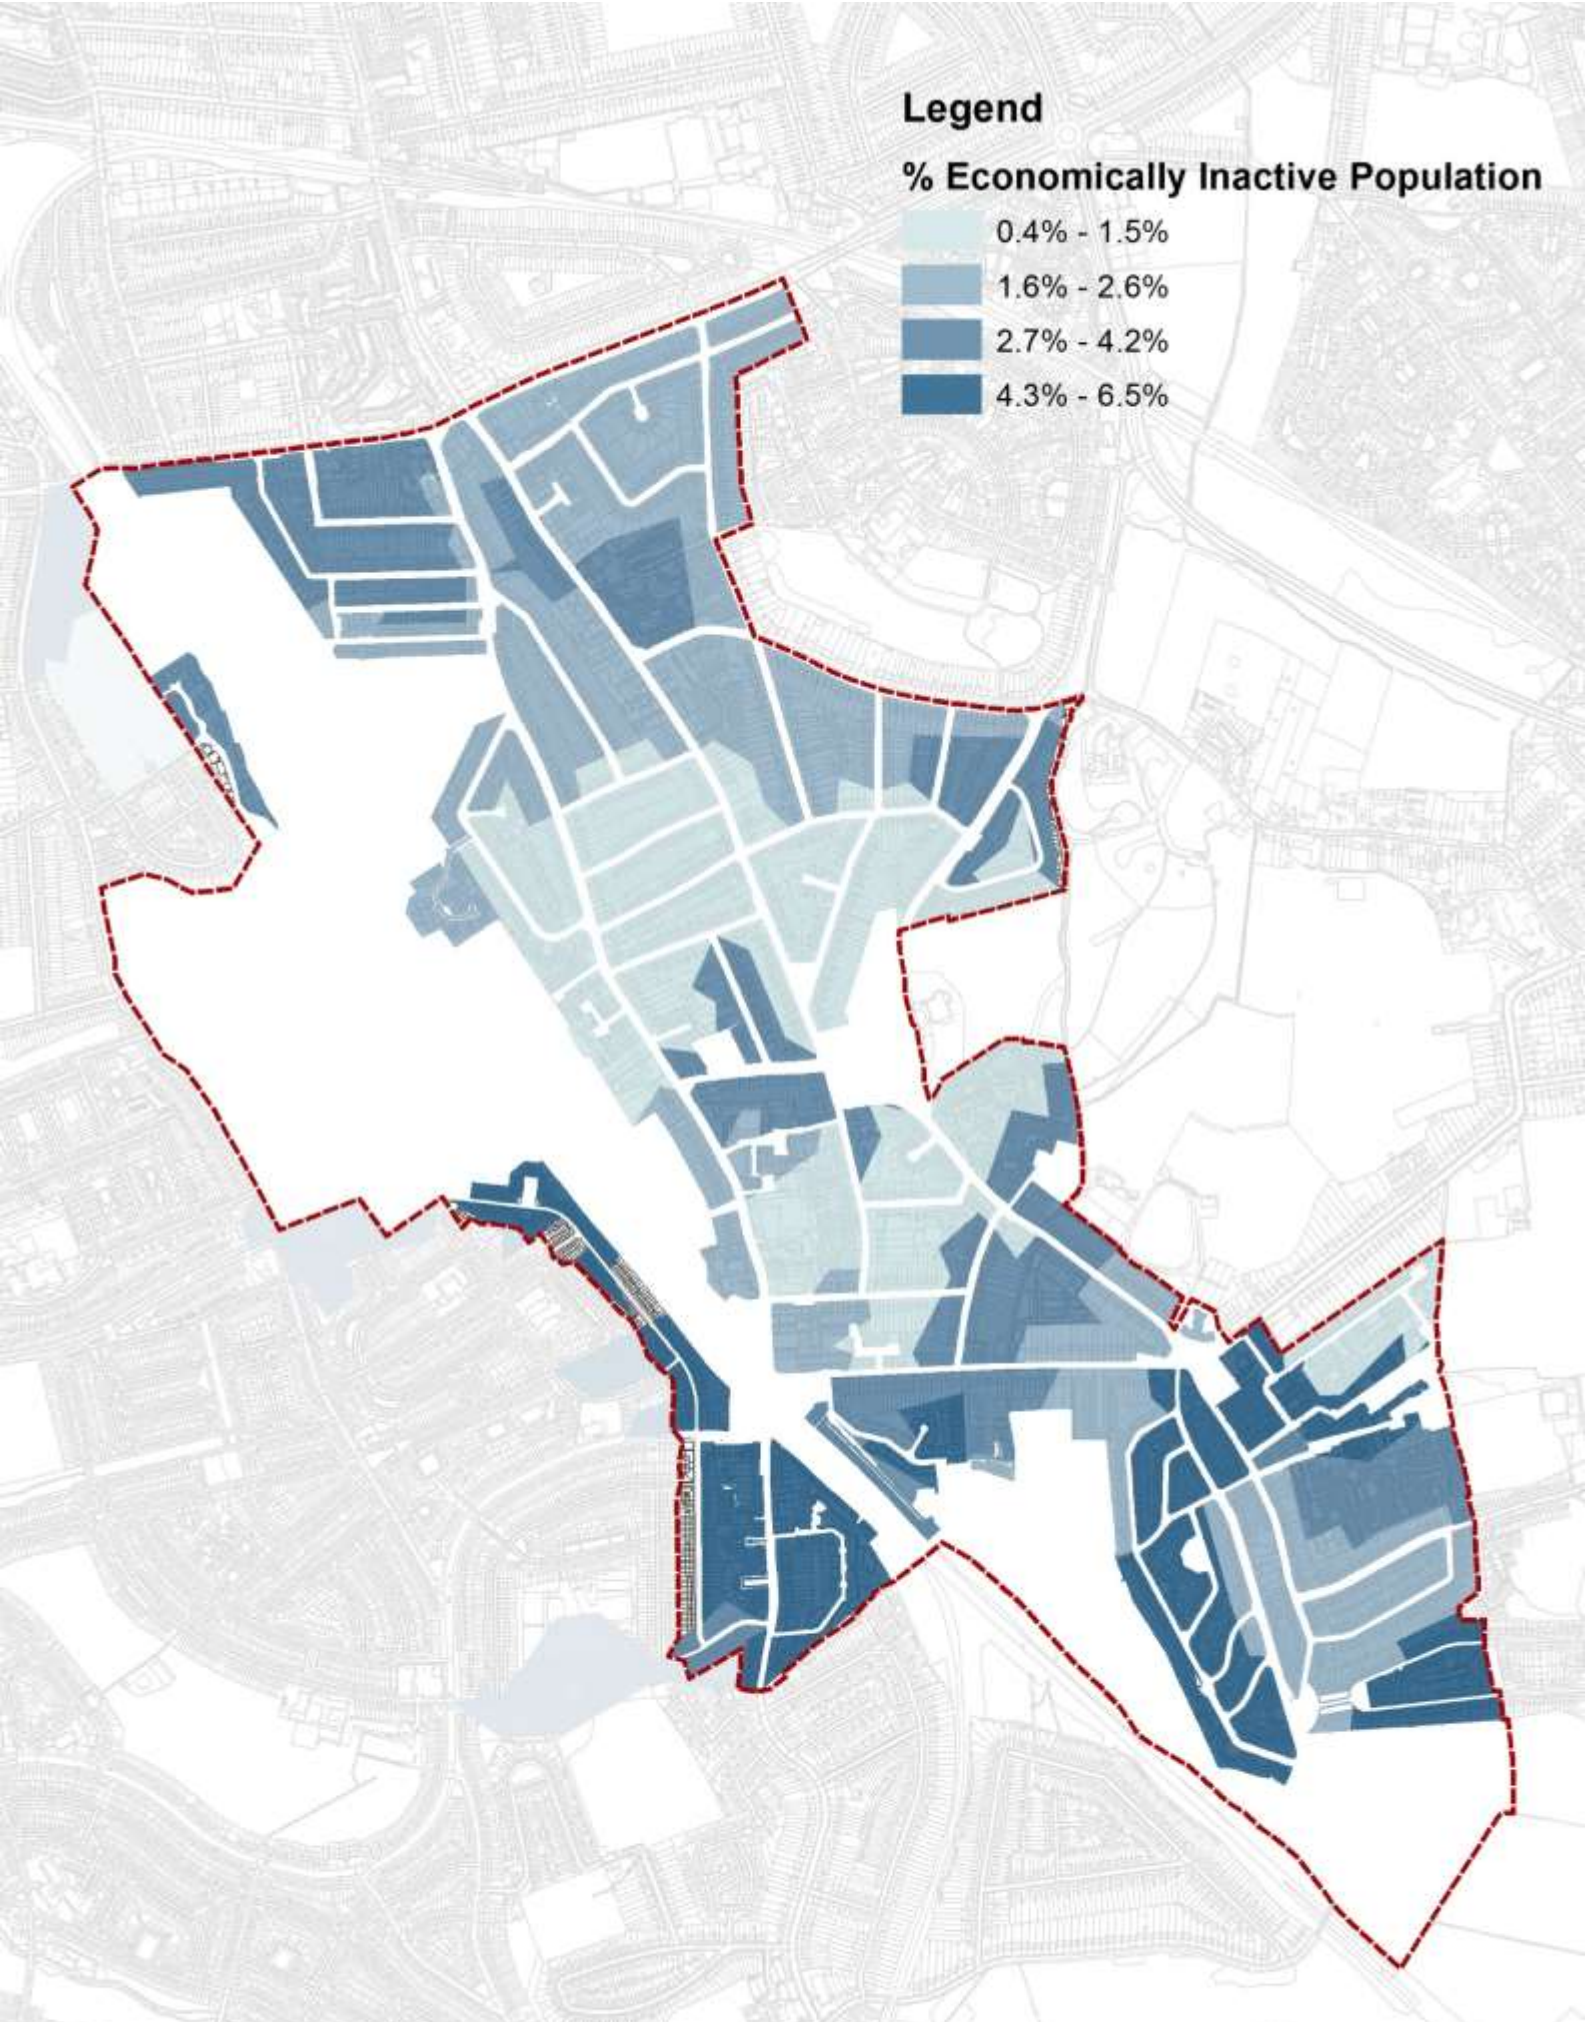 Legend
% Economically Inactive Population
0.4% - 1.5%
1.6% - 2.6%
2.7% - 4.2%
4.3% - 6.5%